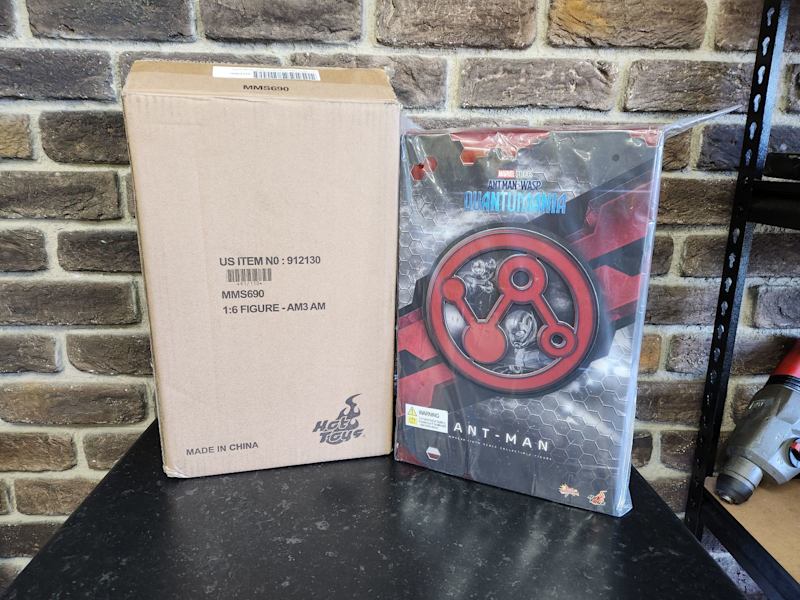 MMS690
US ITEM NO : 912130
MMS690
1:6 FIGURE - AM3 AM
Hot Toys
MADE IN CHINA
MARVEL STUDIOS
ANT-MAN AND THE WASP
QUANTUMANIA
WARNING
ANT-MAN